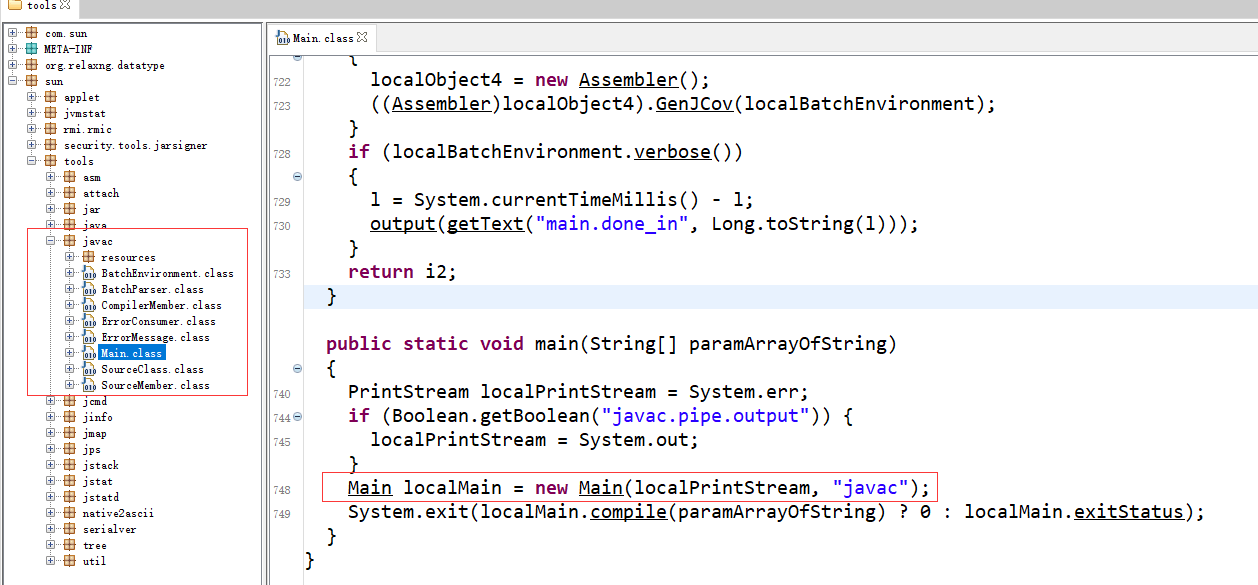 tools
com.sun
META-INF
org.relaxng.datatype
sun
applet
jvmstat
rmi.rmic
security.tools.jarsigner
tools
asm
attach
jar
java
javac
resources
BatchEnvironment.class
BatchParser.class
CompilerMember.class
ErrorConsumer.class
ErrorMessage.class
Main.class
SourceClass.class
SourceMember.class
jcmd
jinfo
jmap
jps
jstack
jstat
jstatd
native2ascii
serialver
tree
util
Main.class
{
722 localObject4 = new Assembler();
723 ((Assembler)localObject4).GenJCov(localBatchEnvironment);
}
728 if (localBatchEnvironment.verbose())
{
729 l = System.currentTimeMillis() - l;
730 output(getText("main.done_in", Long.toString(l)));
}
733 return i2;
}
public static void main(String[] paramArrayOfString)
{
740 PrintStream localPrintStream = System.err;
744 if (Boolean.getBoolean("javac.pipe.output")) {
745 localPrintStream = System.out;
}
748 Main localMain = new Main(localPrintStream, "javac");
749 System.exit(localMain.compile(paramArrayOfString) ? 0 : localMain.exitStatus);
}
}